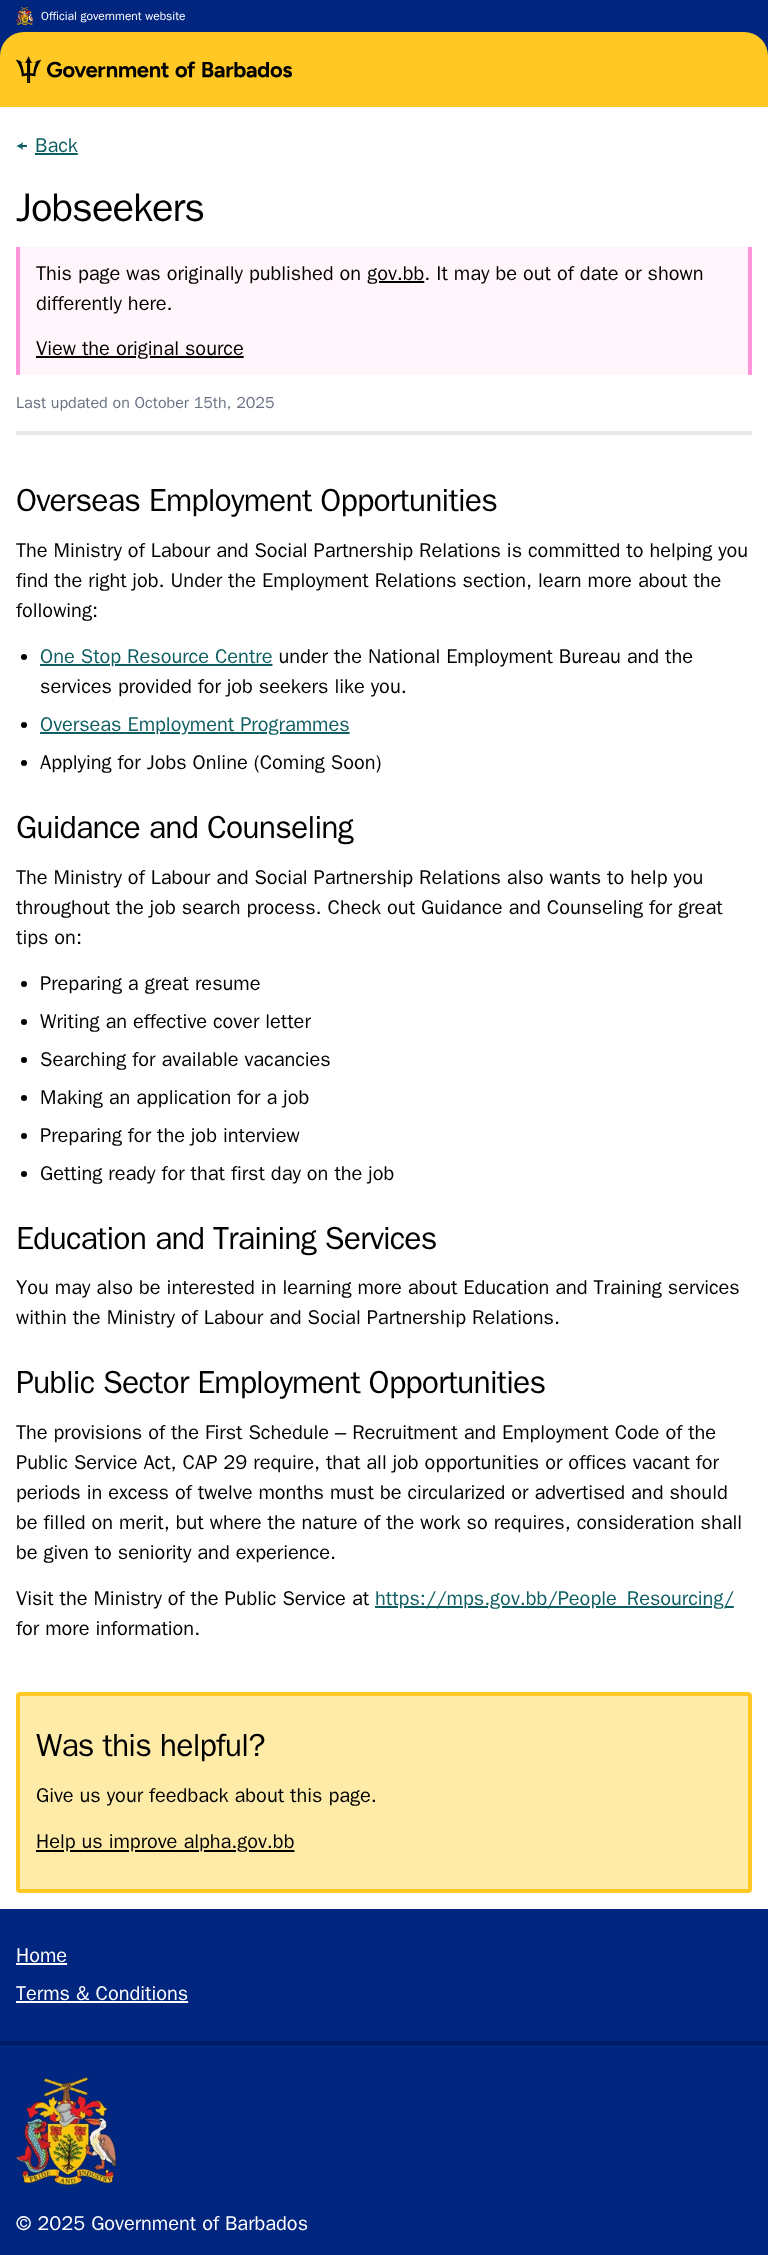 Official government website
Government of Barbados
← Back
Jobseekers
This page was originally published on gov.bb. It may be out of date or shown
differently here.
View the original source
Last updated on October 15th, 2025
Overseas Employment Opportunities
The Ministry of Labour and Social Partnership Relations is committed to helping you
find the right job. Under the Employment Relations section, learn more about the
following:
• One Stop Resource Centre under the National Employment Bureau and the
services provided for job seekers like you.
• Overseas Employment Programmes
• Applying for Jobs Online (Coming Soon)
Guidance and Counseling
The Ministry of Labour and Social Partnership Relations also wants to help you
throughout the job search process. Check out Guidance and Counseling for great
tips on:
• Preparing a great resume
• Writing an effective cover letter
• Searching for available vacancies
• Making an application for a job
• Preparing for the job interview
• Getting ready for that first day on the job
Education and Training Services
You may also be interested in learning more about Education and Training services
within the Ministry of Labour and Social Partnership Relations.
Public Sector Employment Opportunities
The provisions of the First Schedule – Recruitment and Employment Code of the
Public Service Act, CAP 29 require, that all job opportunities or offices vacant for
periods in excess of twelve months must be circularized or advertised and should
be filled on merit, but where the nature of the work so requires, consideration shall
be given to seniority and experience.
Visit the Ministry of the Public Service at https://mps.gov.bb/People_Resourcing/
for more information.
Was this helpful?
Give us your feedback about this page.
Help us improve alpha.gov.bb
Home
Terms & Conditions
PRIDE AND INDUSTRY
© 2025 Government of Barbados